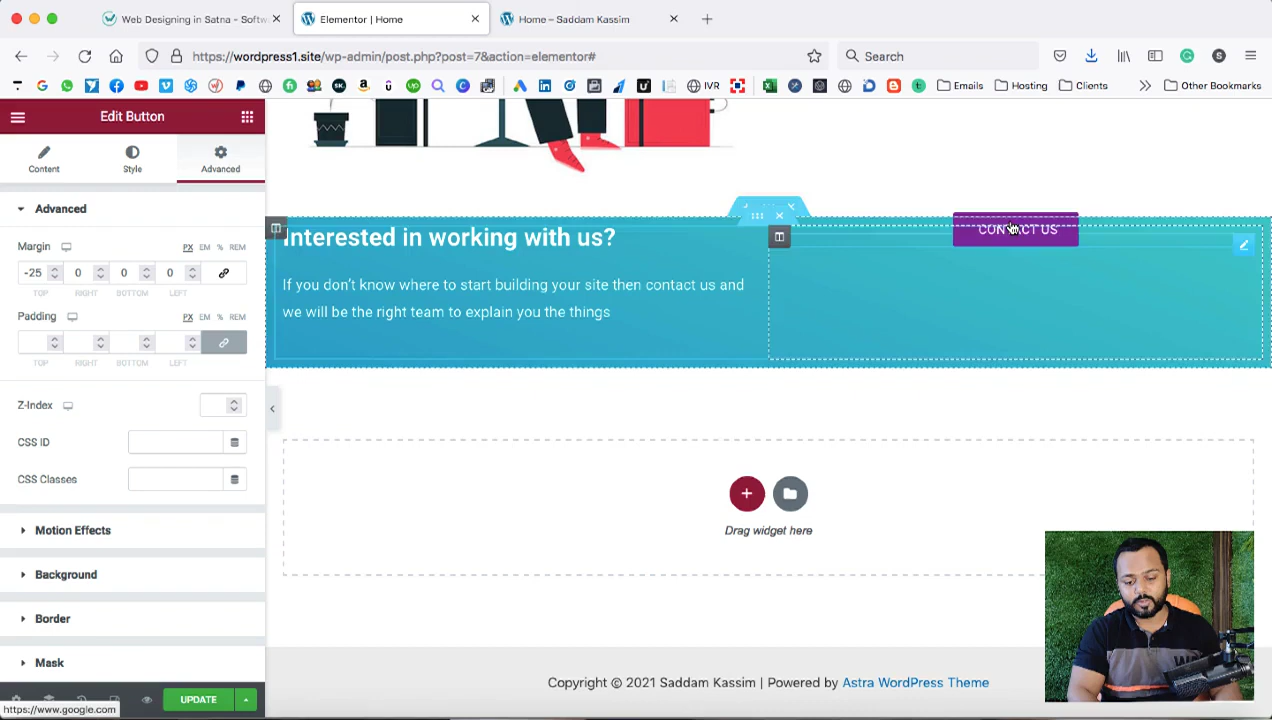 Web Designing in Satna - Softw
Elementor | Home
Home – Saddam Kassim
https://wordpress1.site/wp-admin/post.php?post=7&action=elementor#
Search
IVR
Emails
Hosting
Clients
Other Bookmarks
Edit Button
Content
Style
Advanced
Advanced
Margin
PX EM % REM
-25 0 0 0
TOP RIGHT BOTTOM LEFT
Padding
PX EM % REM
TOP RIGHT BOTTOM LEFT
Z-Index
CSS ID
CSS Classes
Motion Effects
Background
Border
Mask
UPDATE
https://www.google.com
Interested in working with us?
If you don't know where to start building your site then contact us and
we will be the right team to explain you the things
CONTACT US
Drag widget here
Copyright © 2021 Saddam Kassim | Powered by Astra WordPress Theme